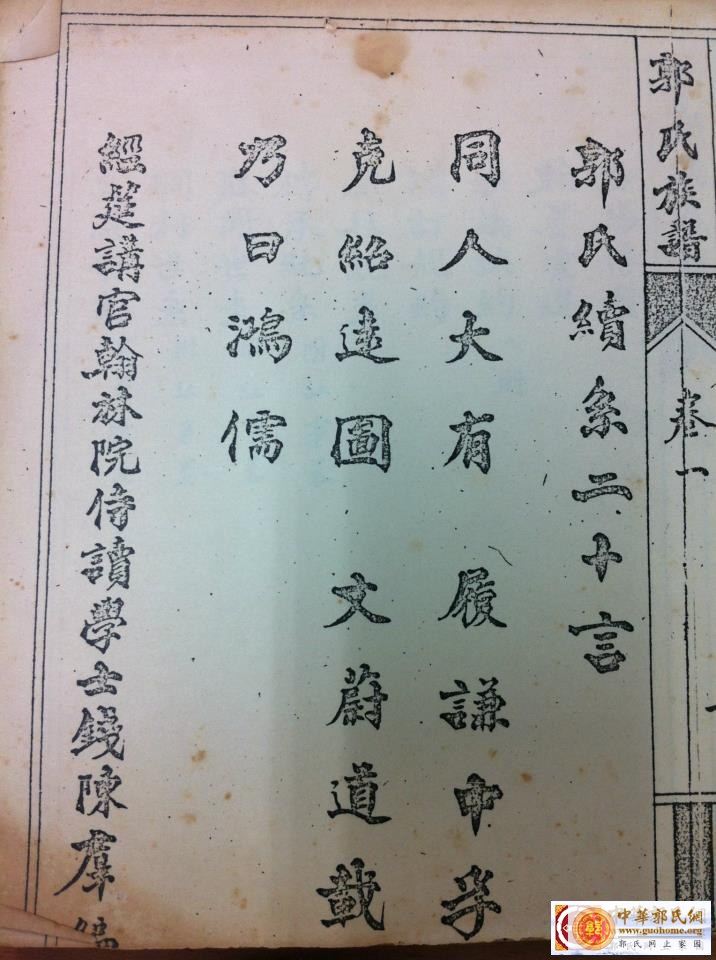 郭氏族譜
卷一
郭氏續系二十言
同人大有 履謙中孚
克紹遠圖 文蔚道載
乃曰鴻儒
經筵講官翰林院侍讀學士錢陳羣編
中華郭氏網
www.guohome.org
郭氏网上家园